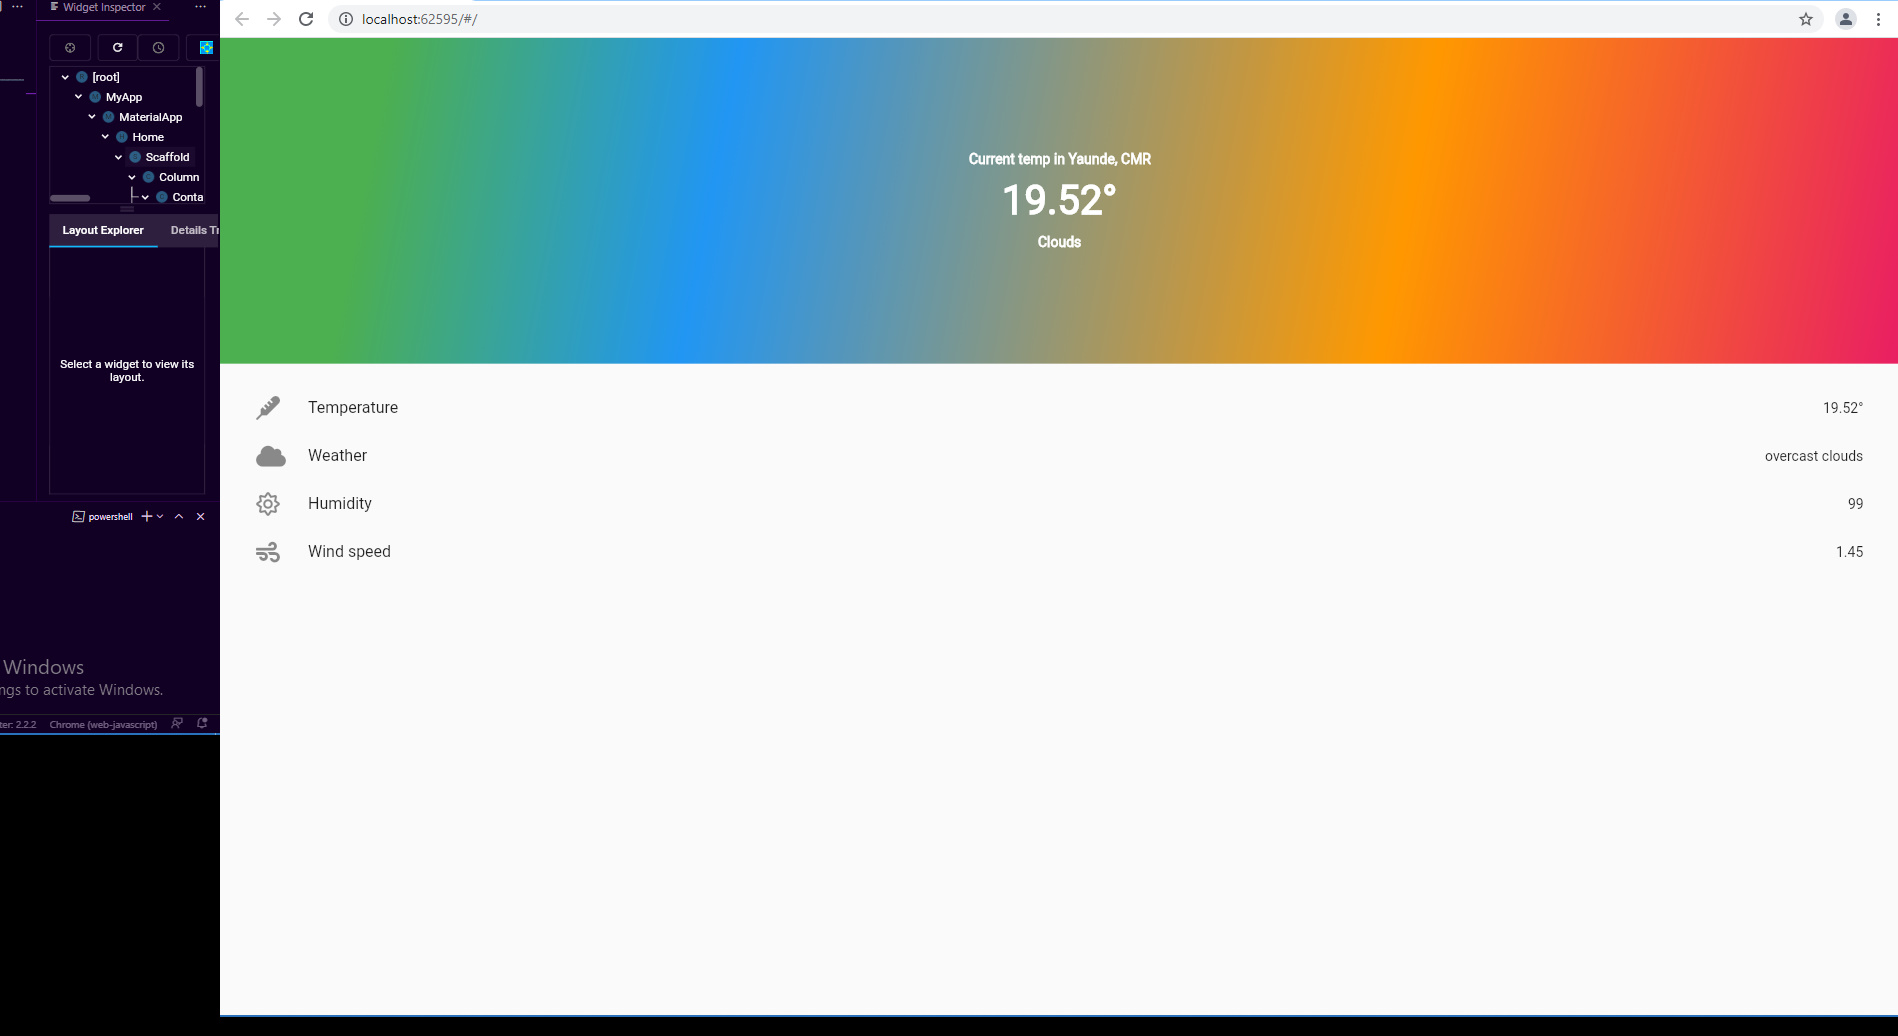 Widget Inspector
[root]
MyApp
MaterialApp
Home
Scaffold
Column
Conta
Layout Explorer
Details Tr
Select a widget to view its
layout.
powershell
Windows
ngs to activate Windows.
ter: 2.2.2
Chrome (web-javascript)
localhost:62595/#/
Current temp in Yaunde, CMR
19.52°
Clouds
Temperature
19.52°
Weather
overcast clouds
Humidity
99
Wind speed
1.45